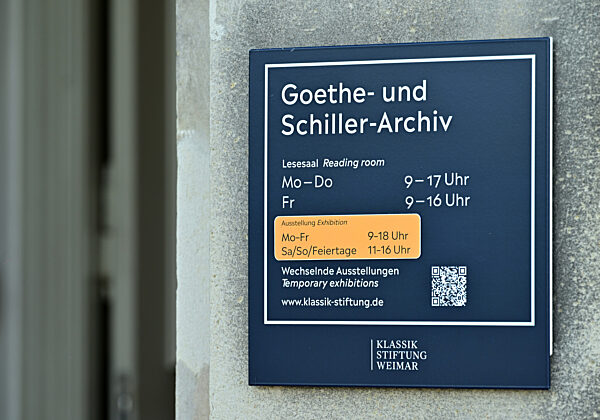 Goethe- und
Schiller-Archiv
Lesesaal Reading room
Mo – Do 9 – 17 Uhr
Fr 9 – 16 Uhr
Ausstellung Exhibition
Mo-Fr 9-18 Uhr
Sa/So/Feiertage 11-16 Uhr
Wechselnde Ausstellungen
Temporary exhibitions
www.klassik-stiftung.de
KLASSIK
STIFTUNG
WEIMAR